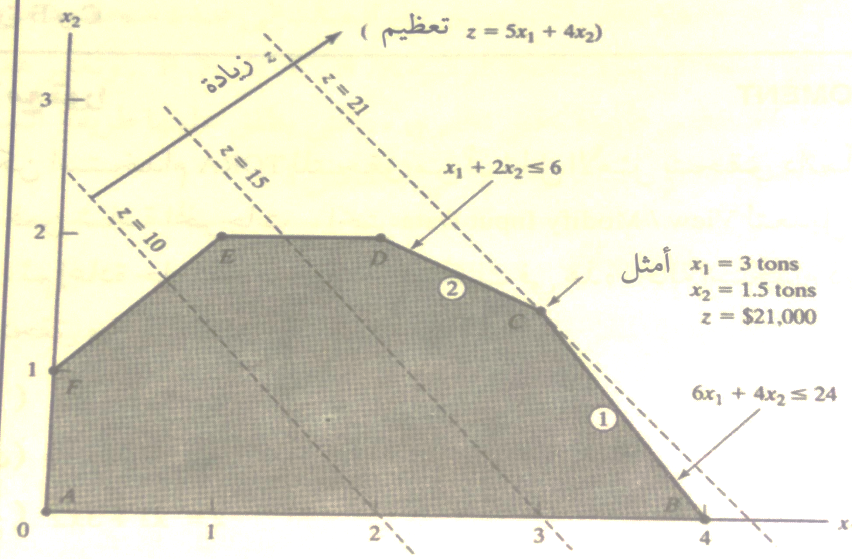 x₂
( تعظيم z = 5x₁ + 4x₂)
زيادة z
z = 21
3
z = 15
x₁ + 2x₂ ≤ 6
z = 10
2
E
D
أمثل x₁ = 3 tons
x₂ = 1.5 tons
z = $21,000
2
C
1
F
6x₁ + 4x₂ ≤ 24
1
A
B
0
1
2
3
4
x